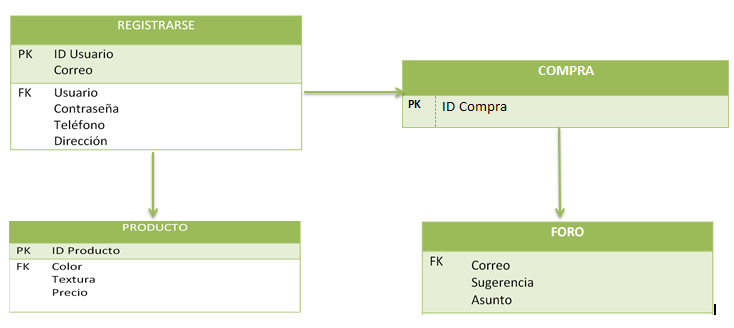 REGISTRARSE
PK ID Usuario
Correo
FK Usuario
Contraseña
Teléfono
Dirección
COMPRA
PK ID Compra
PRODUCTO
PK ID Producto
FK Color
Textura
Precio
FORO
FK Correo
Sugerencia
Asunto